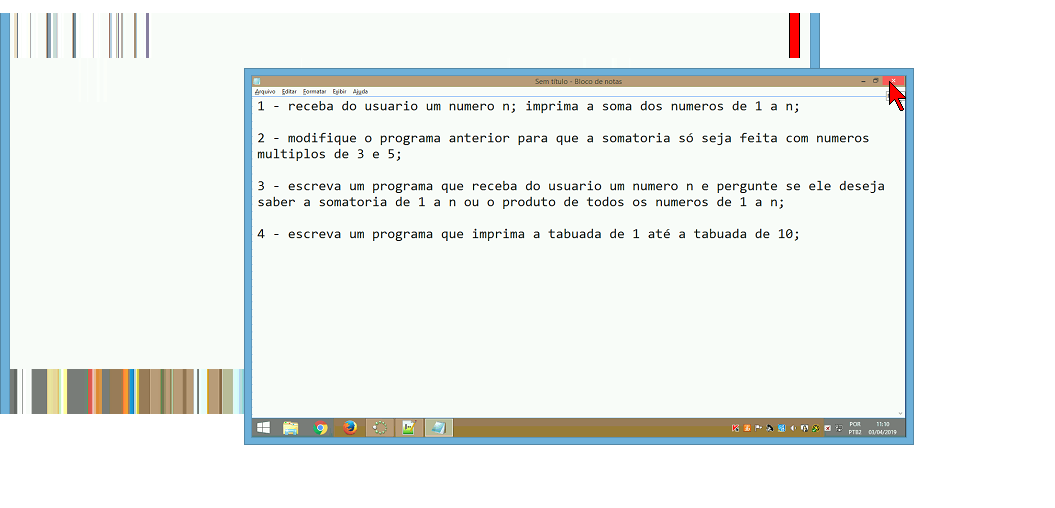 Sem título - Bloco de notas
Arquivo Editar Formatar Exibir Ajuda
1 - receba do usuario um numero n; imprima a soma dos numeros de 1 a n;
2 - modifique o programa anterior para que a somatoria só seja feita com numeros
multiplos de 3 e 5;
3 - escreva um programa que receba do usuario um numero n e pergunte se ele deseja
saber a somatoria de 1 a n ou o produto de todos os numeros de 1 a n;
4 - escreva um programa que imprima a tabuada de 1 até a tabuada de 10;
POR 11:10
PTB2 03/04/2019